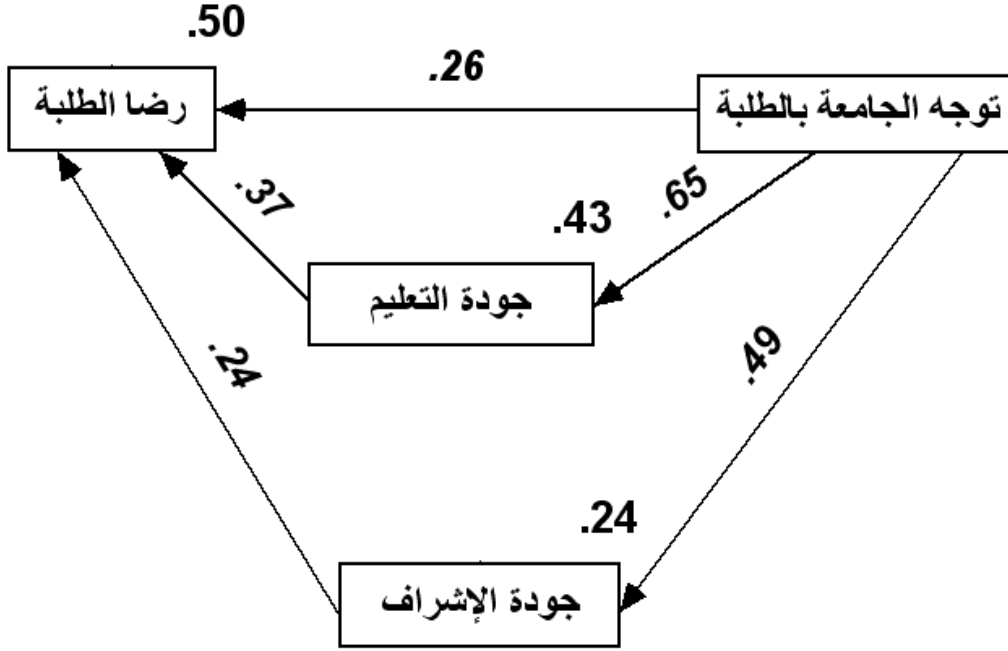 .50
.26
توجه الجامعة بالطلبة
رضا الطلبة
.37
.65
.43
جودة التعليم
.24
.49
.24
جودة الإشراف